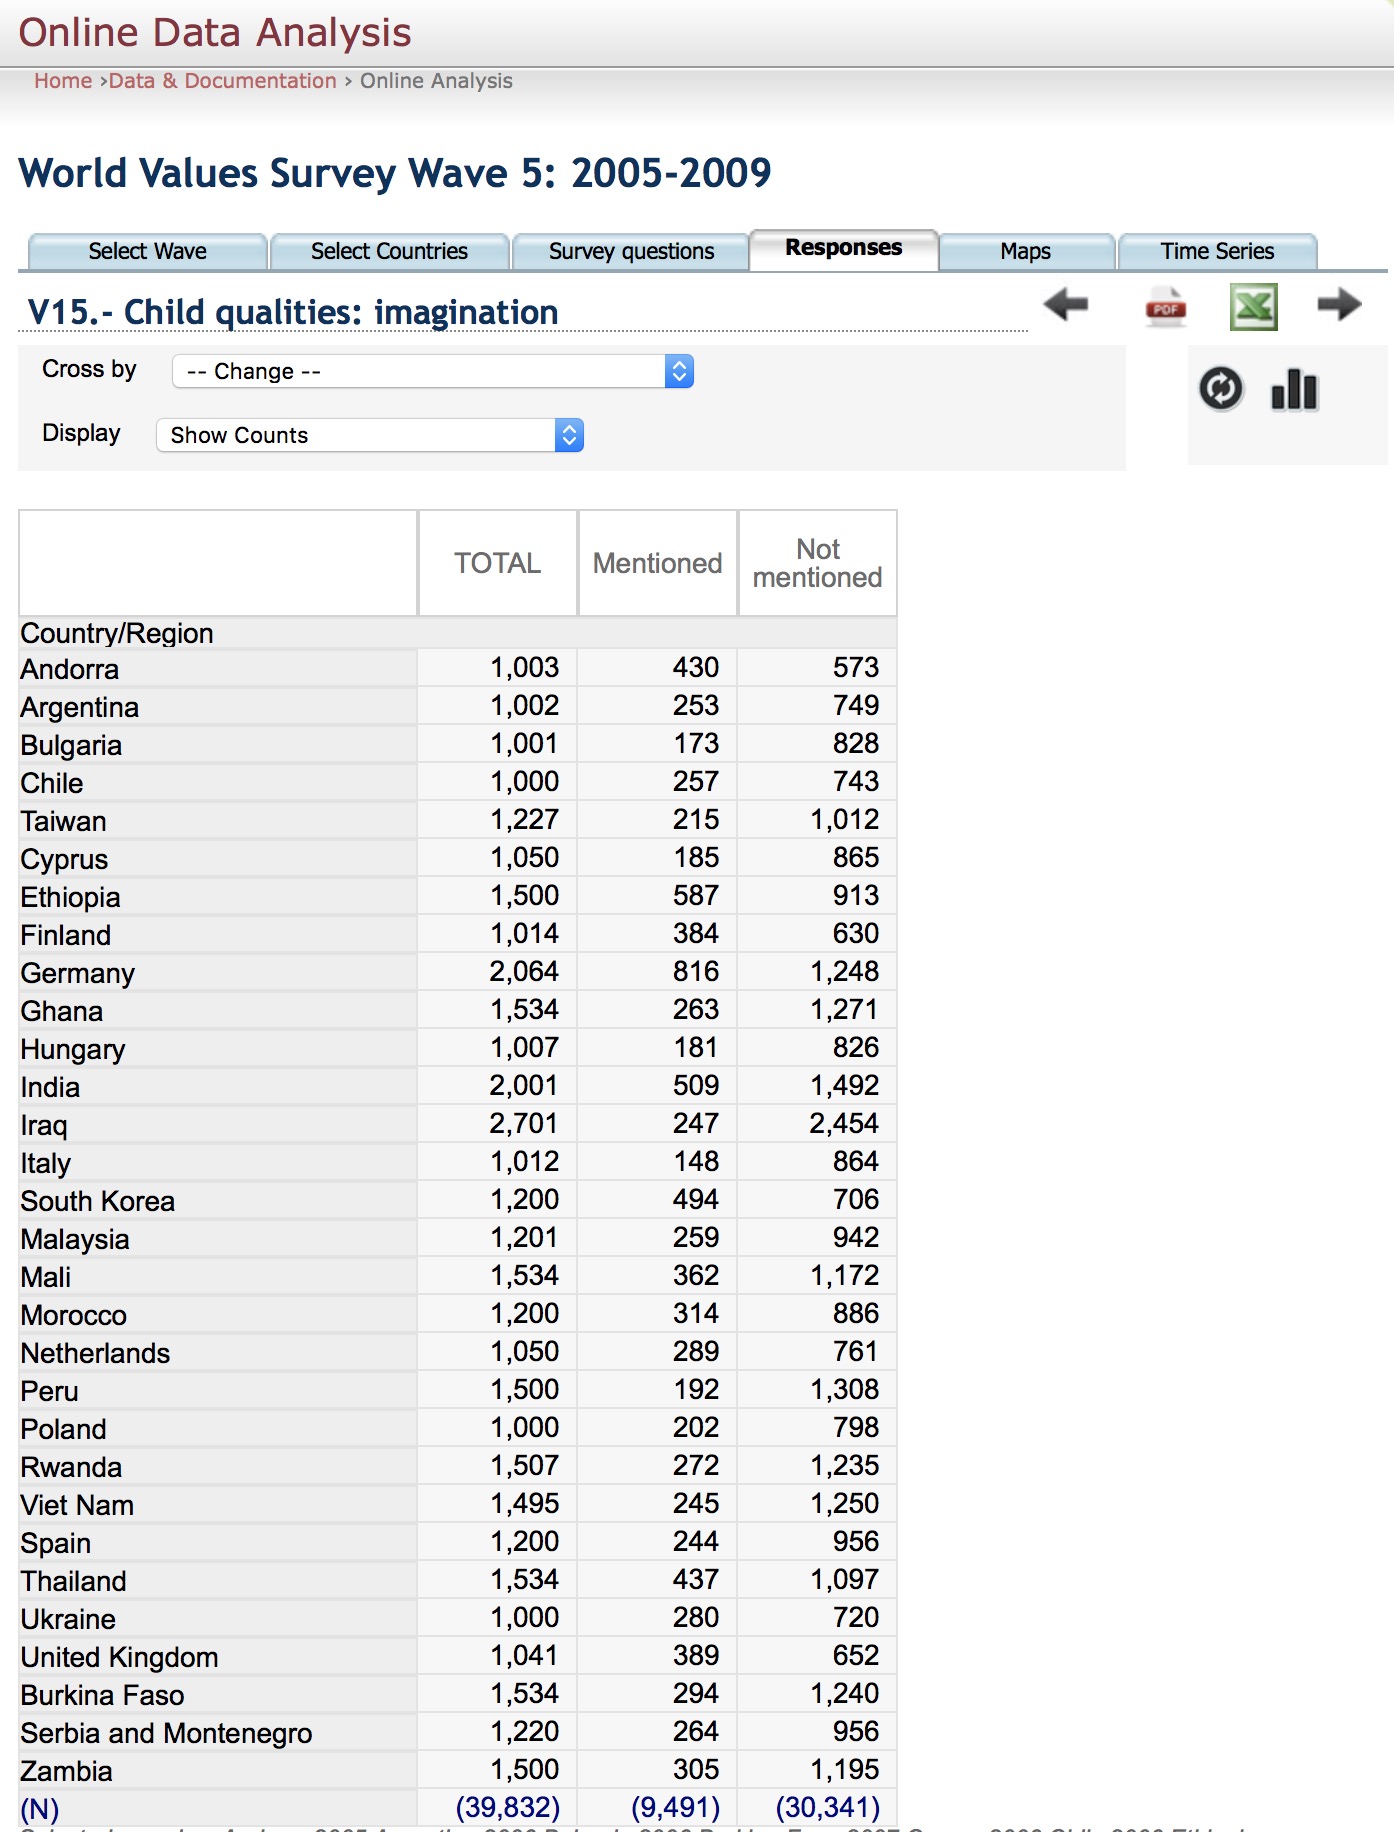 Online Data Analysis
Home ›Data & Documentation › Online Analysis
World Values Survey Wave 5: 2005-2009
Select Wave Select Countries Survey questions Responses Maps Time Series
V15.- Child qualities: imagination
PDF
Cross by -- Change --
Display Show Counts
TOTAL Mentioned Not mentioned
Country/Region
Andorra 1,003 430 573
Argentina 1,002 253 749
Bulgaria 1,001 173 828
Chile 1,000 257 743
Taiwan 1,227 215 1,012
Cyprus 1,050 185 865
Ethiopia 1,500 587 913
Finland 1,014 384 630
Germany 2,064 816 1,248
Ghana 1,534 263 1,271
Hungary 1,007 181 826
India 2,001 509 1,492
Iraq 2,701 247 2,454
Italy 1,012 148 864
South Korea 1,200 494 706
Malaysia 1,201 259 942
Mali 1,534 362 1,172
Morocco 1,200 314 886
Netherlands 1,050 289 761
Peru 1,500 192 1,308
Poland 1,000 202 798
Rwanda 1,507 272 1,235
Viet Nam 1,495 245 1,250
Spain 1,200 244 956
Thailand 1,534 437 1,097
Ukraine 1,000 280 720
United Kingdom 1,041 389 652
Burkina Faso 1,534 294 1,240
Serbia and Montenegro 1,220 264 956
Zambia 1,500 305 1,195
(N) (39,832) (9,491) (30,341)